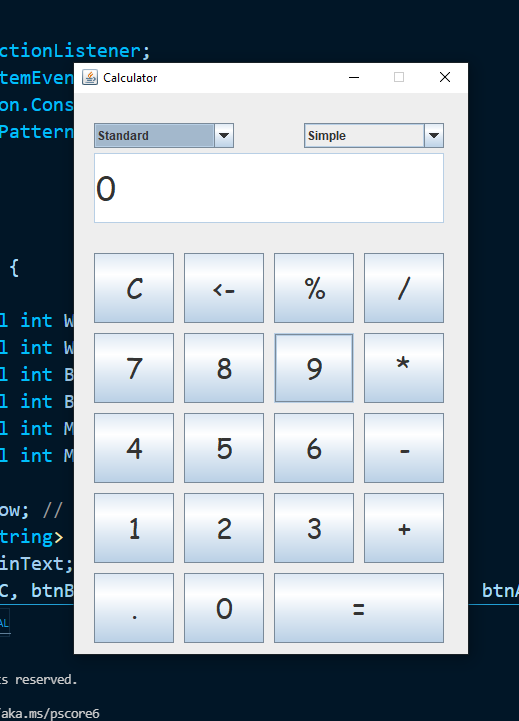 ctionListener;
Calculator
temEven
on.Cons
Pattern
Standard Simple
0
{
C <- % /
l int W
l int W
7 8 9 *
l int B
l int B
4 5 6 -
l int M
l int M
ow; //
1 2 3 +
tring>
inText;
C, btnB btnA
. 0 =
AL
ts reserved.
/aka.ms/pscore6